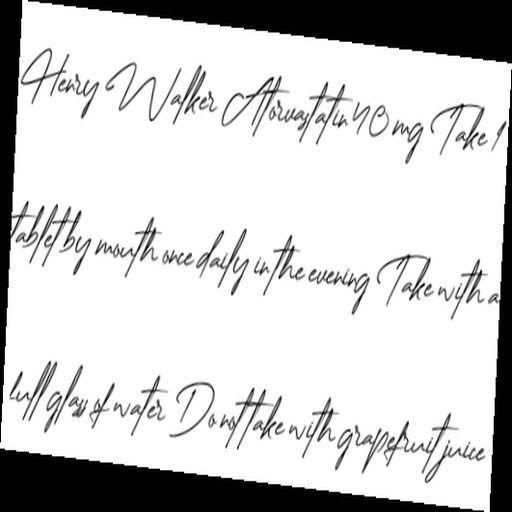 Henry Walker Atorvastatin 40 mg Take 1
tablet by mouth once daily in the evening Take with a
full glass of water Do not take with grapefruit juice